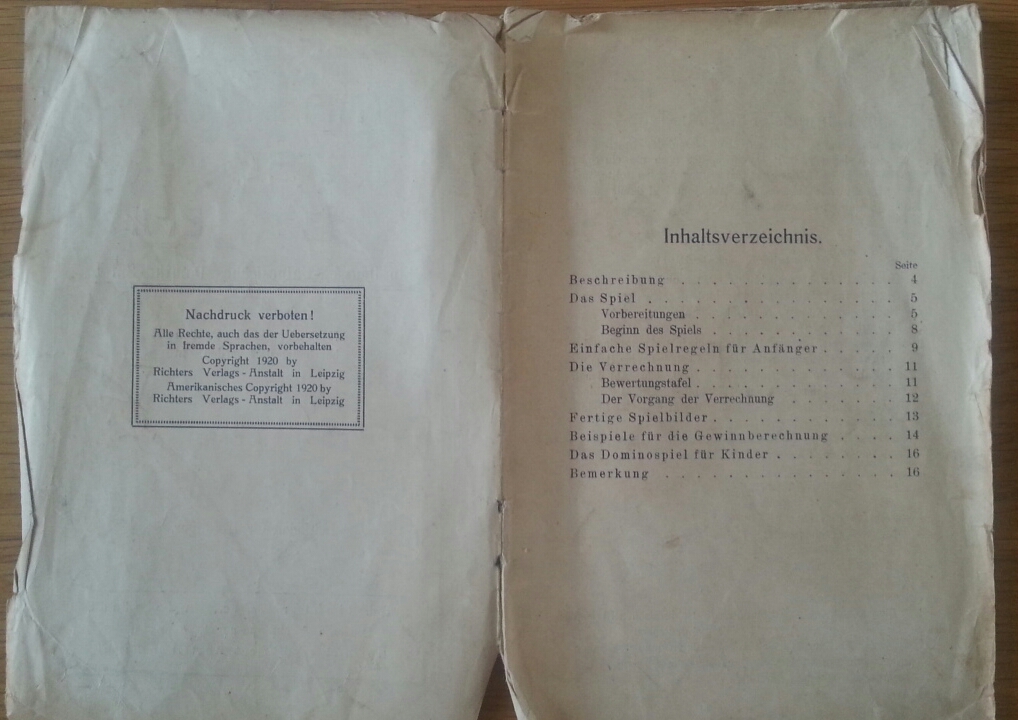 Nachdruck verboten!
Alle Rechte, auch das der Uebersetzung
in fremde Sprachen, vorbehalten
Copyright 1920 by
Richters Verlags-Anstalt in Leipzig
Amerikanisches Copyright 1920 by
Richters Verlags-Anstalt in Leipzig
Inhaltsverzeichnis.
Seite
Beschreibung . . . . . . . . . . . . . . 4
Das Spiel . . . . . . . . . . . . . . . . 5
Vorbereitungen . . . . . . . . . . . . . 5
Beginn des Spiels . . . . . . . . . . . . 8
Einfache Spielregeln für Anfänger . . . . . 9
Die Verrechnung . . . . . . . . . . . . . 11
Bewertungstafel . . . . . . . . . . . . . 11
Der Vorgang der Verrechnung . . . . . . . 12
Fertige Spielbilder . . . . . . . . . . . . 13
Beispiele für die Gewinnberechnung . . . . 14
Das Dominospiel für Kinder . . . . . . . . 16
Bemerkung . . . . . . . . . . . . . . . 16